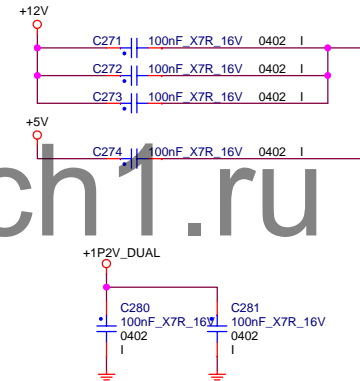 +12V
C271 100nF_X7R_16V 0402 I
C272 100nF_X7R_16V 0402 I
C273 100nF_X7R_16V 0402 I
+5V
C274 100nF_X7R_16V 0402 I
ch1.ru
+1P2V_DUAL
C280 C281
100nF_X7R_16V 100nF_X7R_16V
0402 0402
I I